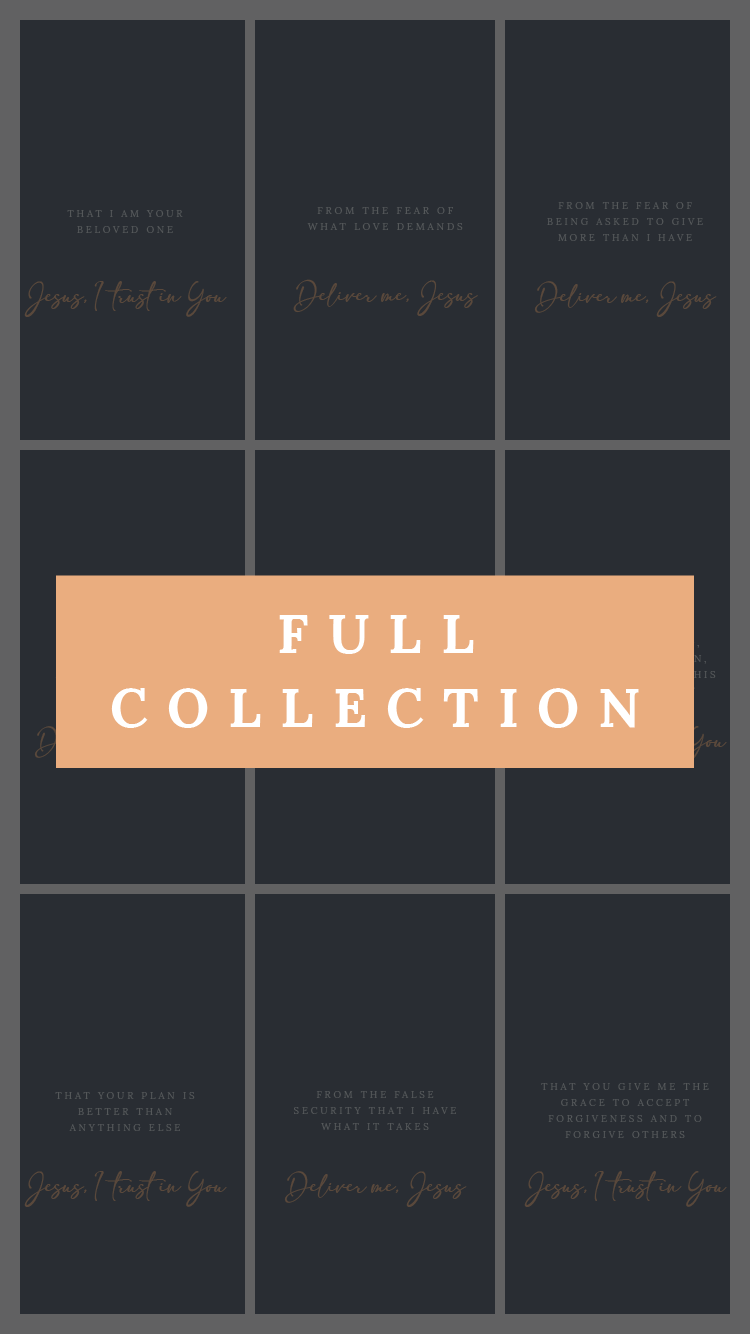 THAT I AM YOUR
BELOVED ONE
Jesus, I trust in You
FROM THE FEAR OF
WHAT LOVE DEMANDS
Deliver me, Jesus
FROM THE FEAR OF
BEING ASKED TO GIVE
MORE THAN I HAVE
Deliver me, Jesus
FULL
COLLECTION
HIS
You
THAT YOUR PLAN IS
BETTER THAN
ANYTHING ELSE
Jesus, I trust in You
FROM THE FALSE
SECURITY THAT I HAVE
WHAT IT TAKES
Deliver me, Jesus
THAT YOU GIVE ME THE
GRACE TO ACCEPT
FORGIVENESS AND TO
FORGIVE OTHERS
Jesus, I trust in You